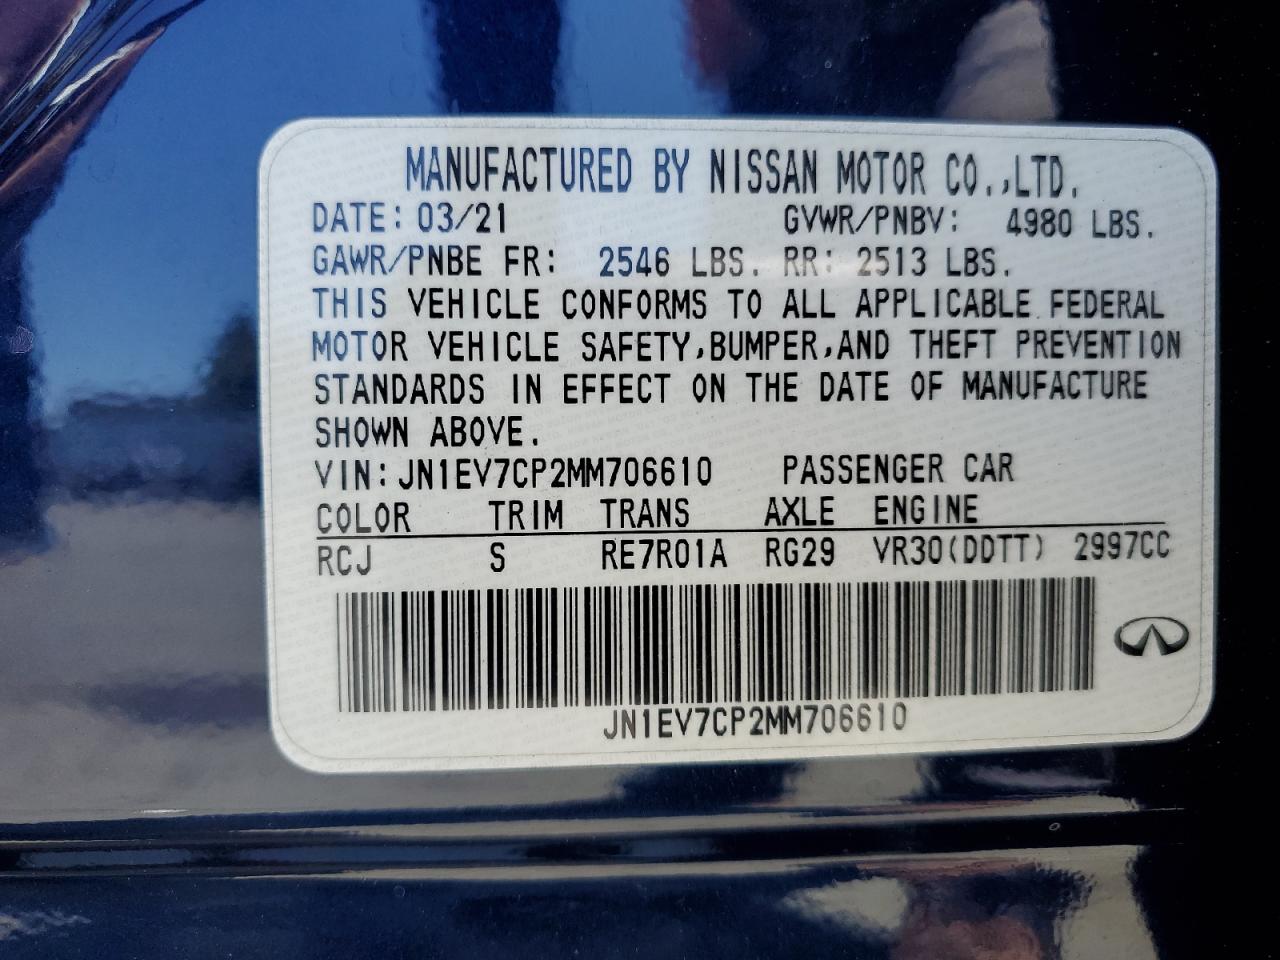 MANUFACTURED BY NISSAN MOTOR CO.,LTD.
DATE: 03/21 GVWR/PNBV: 4980 LBS.
GAWR/PNBE FR: 2546 LBS. RR: 2513 LBS.
THIS VEHICLE CONFORMS TO ALL APPLICABLE FEDERAL
MOTOR VEHICLE SAFETY,BUMPER,AND THEFT PREVENTION
STANDARDS IN EFFECT ON THE DATE OF MANUFACTURE
SHOWN ABOVE.
VIN:JN1EV7CP2MM706610 PASSENGER CAR
COLOR TRIM TRANS AXLE ENGINE
RCJ S RE7R01A RG29 VR30(DDTT) 2997CC
JN1EV7CP2MM706610